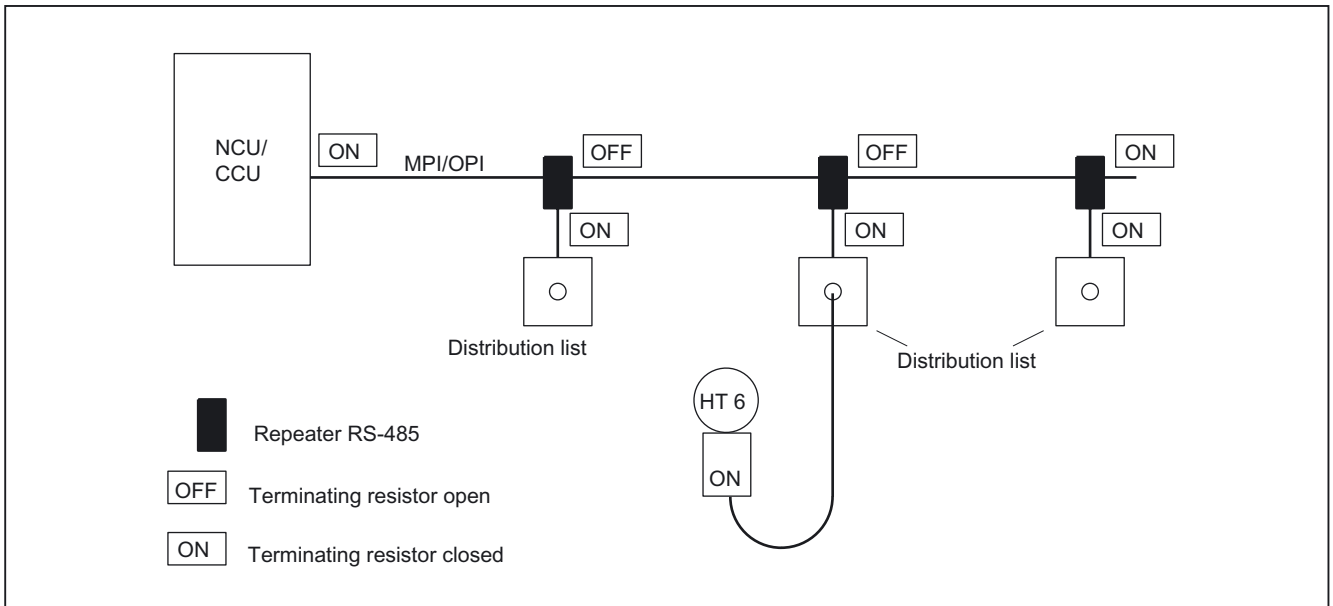 NCU/
CCU
ON
MPI/OPI
OFF
OFF
ON
ON
ON
ON
Distribution list
Distribution list
HT 6
ON
Repeater RS-485
OFF
Terminating resistor open
ON
Terminating resistor closed